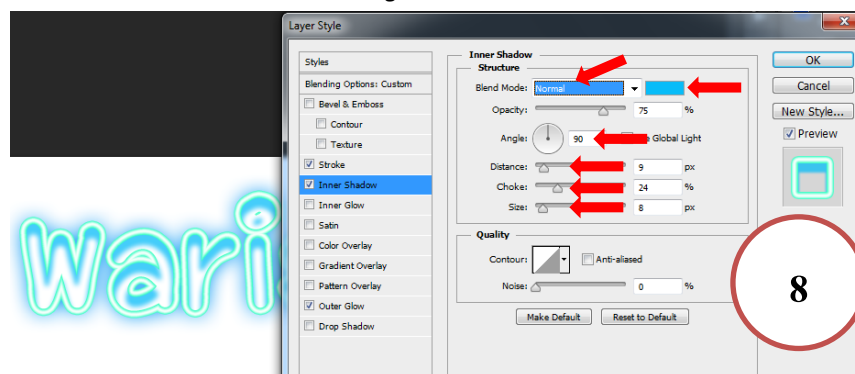 Layer Style
Styles
Blending Options: Custom
Bevel & Emboss
Contour
Texture
Stroke
Inner Shadow
Inner Glow
Satin
Color Overlay
Gradient Overlay
Pattern Overlay
Outer Glow
Drop Shadow
Inner Shadow
Structure
Blend Mode: Normal
Opacity: 75 %
Angle: 90 Global Light
Distance: 9 px
Choke: 24 %
Size: 8 px
Quality
Contour: Anti-aliased
Noise: 0 %
Make Default Reset to Default
OK
Cancel
New Style...
Preview
8
Wari